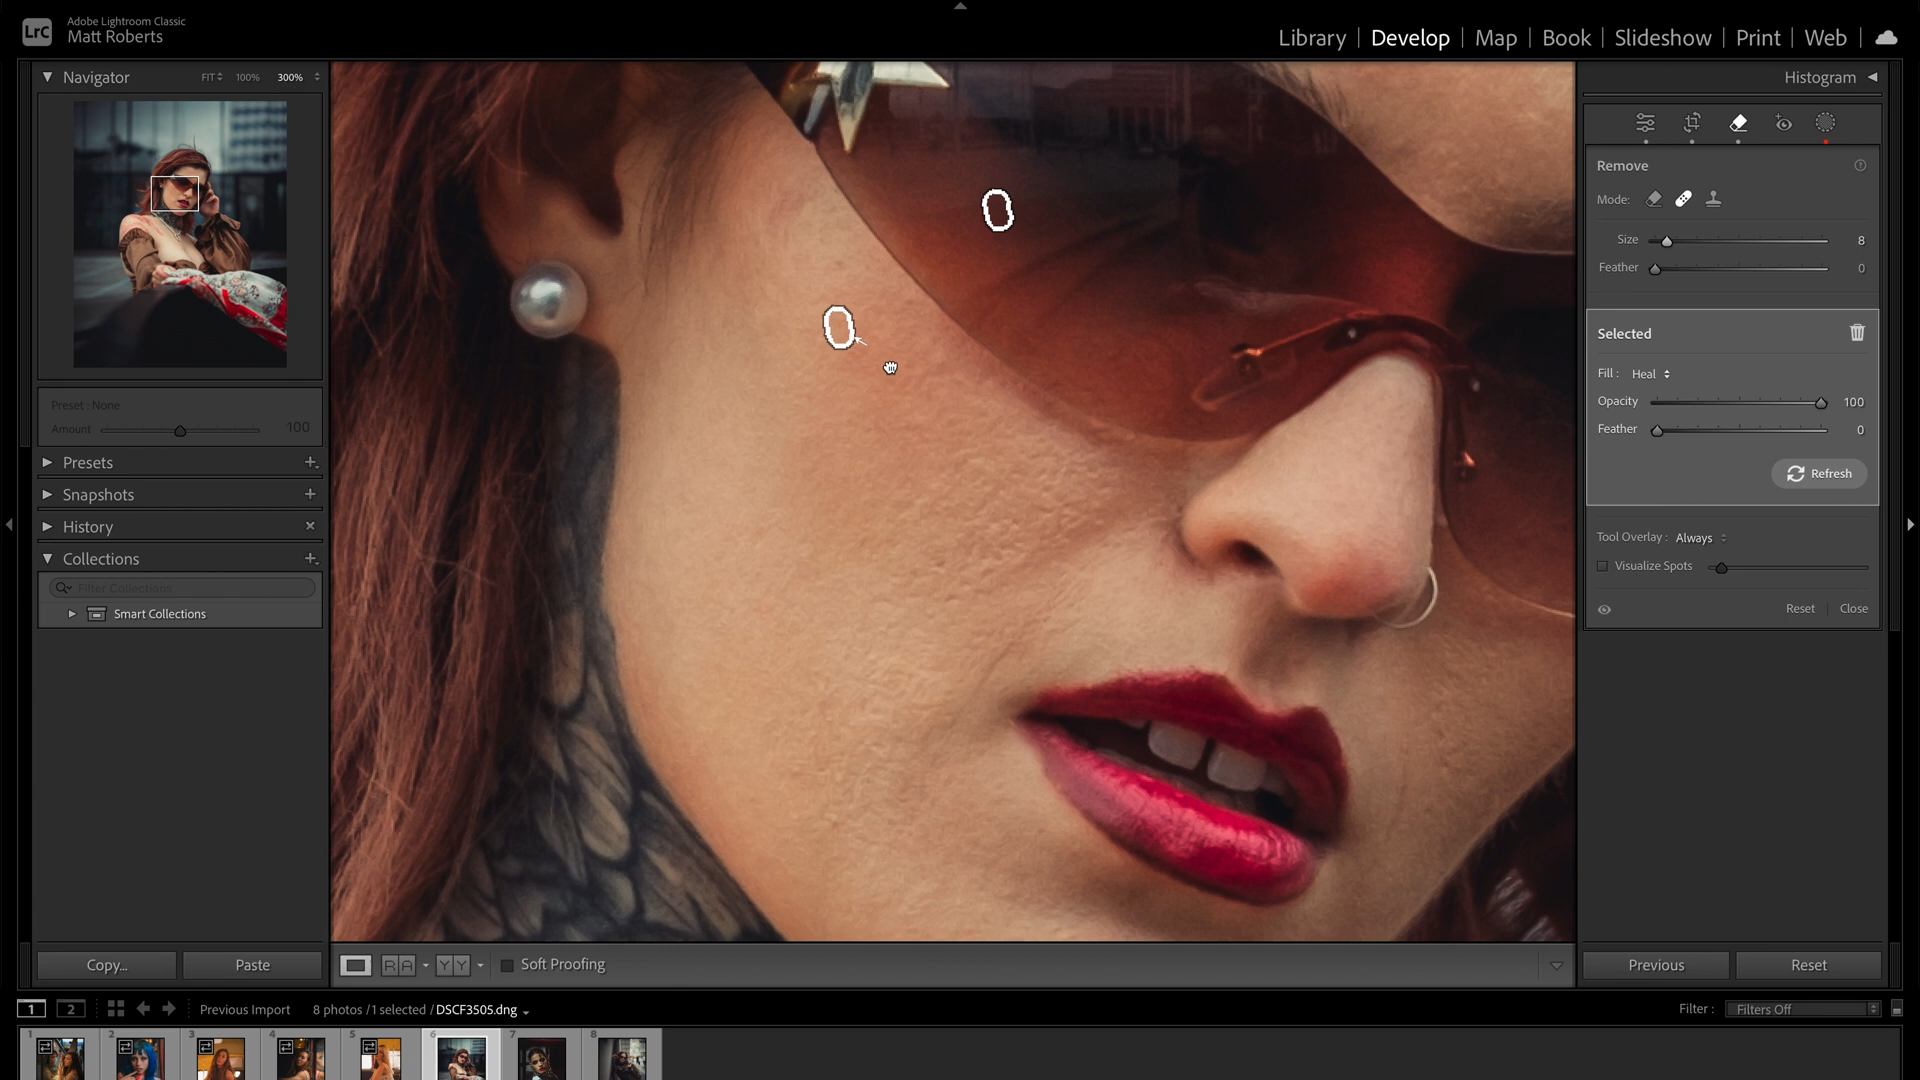 LrC
Adobe Lightroom Classic
Matt Roberts
Library | Develop | Map | Book | Slideshow | Print | Web
Navigator
FIT 100% 300%
Preset : None
Amount 100
Presets
Snapshots
History
Collections
Filter Collections
Smart Collections
Copy... Paste
R A Y Y Soft Proofing
Histogram
Remove
Mode:
Size 8
Feather 0
Selected
Fill : Heal
Opacity 100
Feather 0
Refresh
Tool Overlay : Always
Visualize Spots
Reset Close
Previous Reset
1 2 Previous Import 8 photos / 1 selected / DSCF3505.dng Filter : Filters Off
1 2 3 4 5 6 7 8